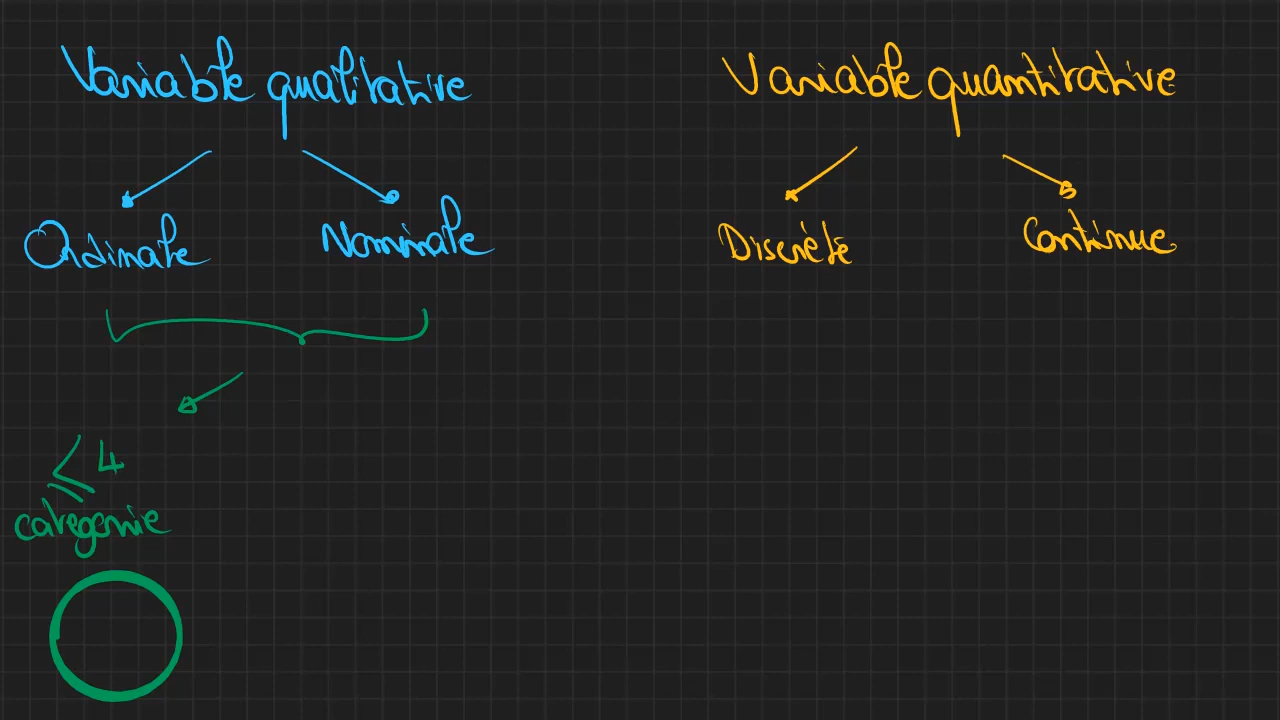 Variable qualitative
Variable quantitative
Ordinale
Nominale
Discrète
Continue
≤ 4
categorie